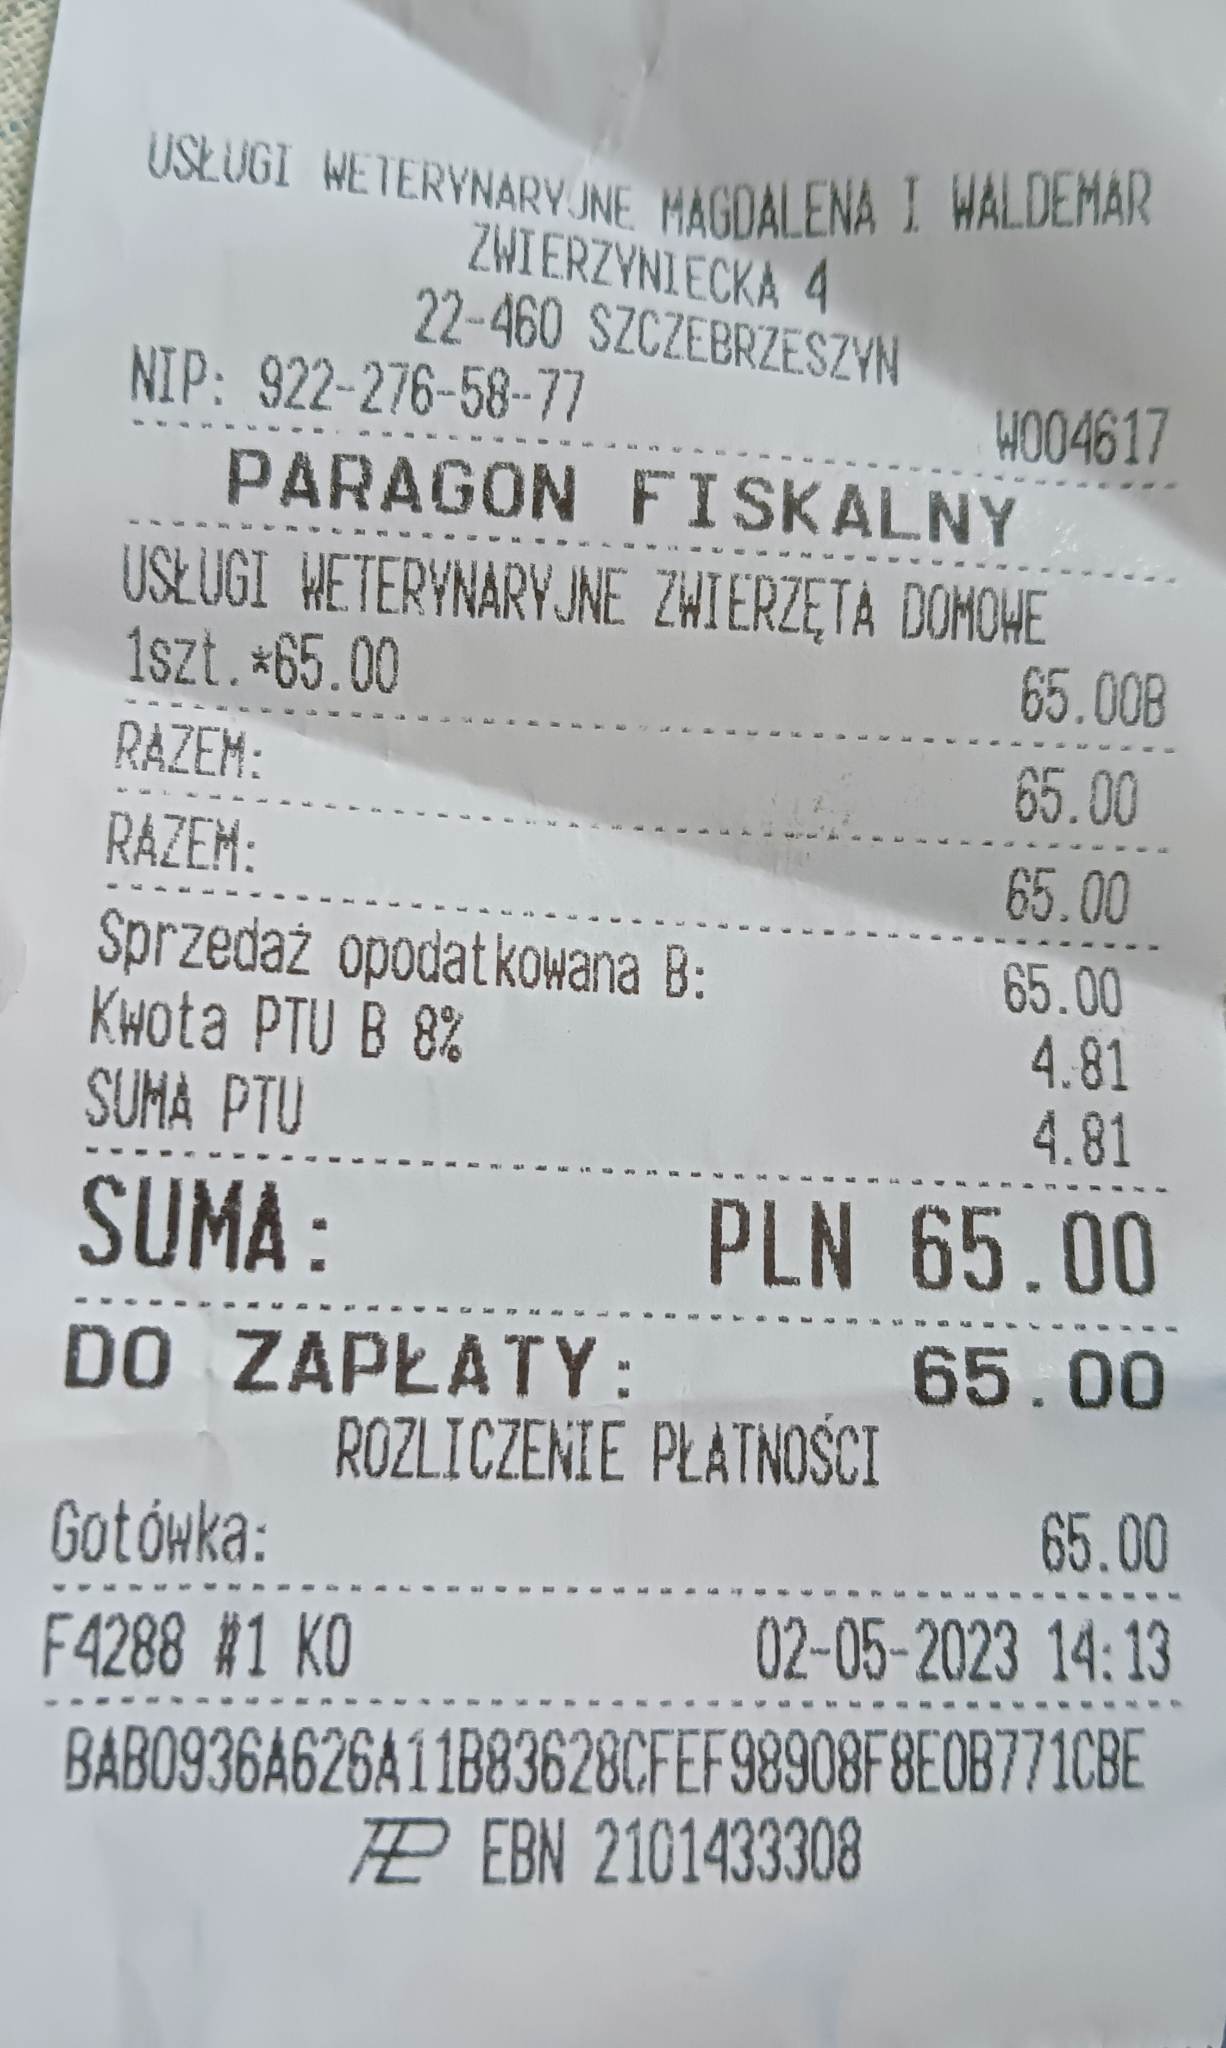 USŁUGI WETERYNARYJNE MAGDALENA I WALDEMAR
ZWIERZYNIECKA 4
22-460 SZCZEBRZESZYN
NIP: 922-276-58-77
W004617
PARAGON FISKALNY
USŁUGI WETERYNARYJNE ZWIERZĘTA DOMOWE
1szt.*65.00 65.00B
RAZEM: 65.00
RAZEM: 65.00
Sprzedaż opodatkowana B: 65.00
Kwota PTU B 8% 4.81
SUMA PTU 4.81
SUMA: PLN 65.00
DO ZAPŁATY: 65.00
ROZLICZENIE PŁATNOŚCI
Gotówka: 65.00
F4288 #1 KO 02-05-2023 14:13
BAB0936A626A11B83628CFEF98908F8E0B771CBE
EBN 2101433308